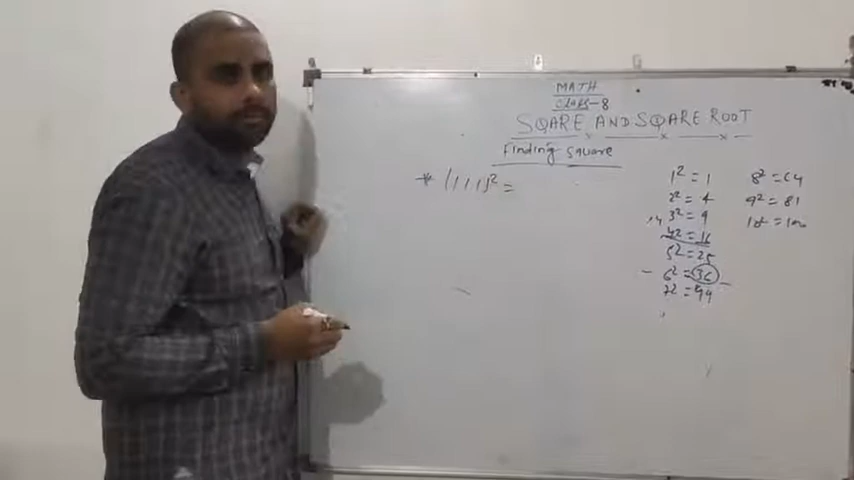 MATH
Class-8
SQARE AND SQARE ROOT
Finding square
* (111)² =
1² = 1
2² = 4
3² = 9
4² = 16
5² = 25
6² = 36
7² = 49
8² = 64
9² = 81
10² = 100